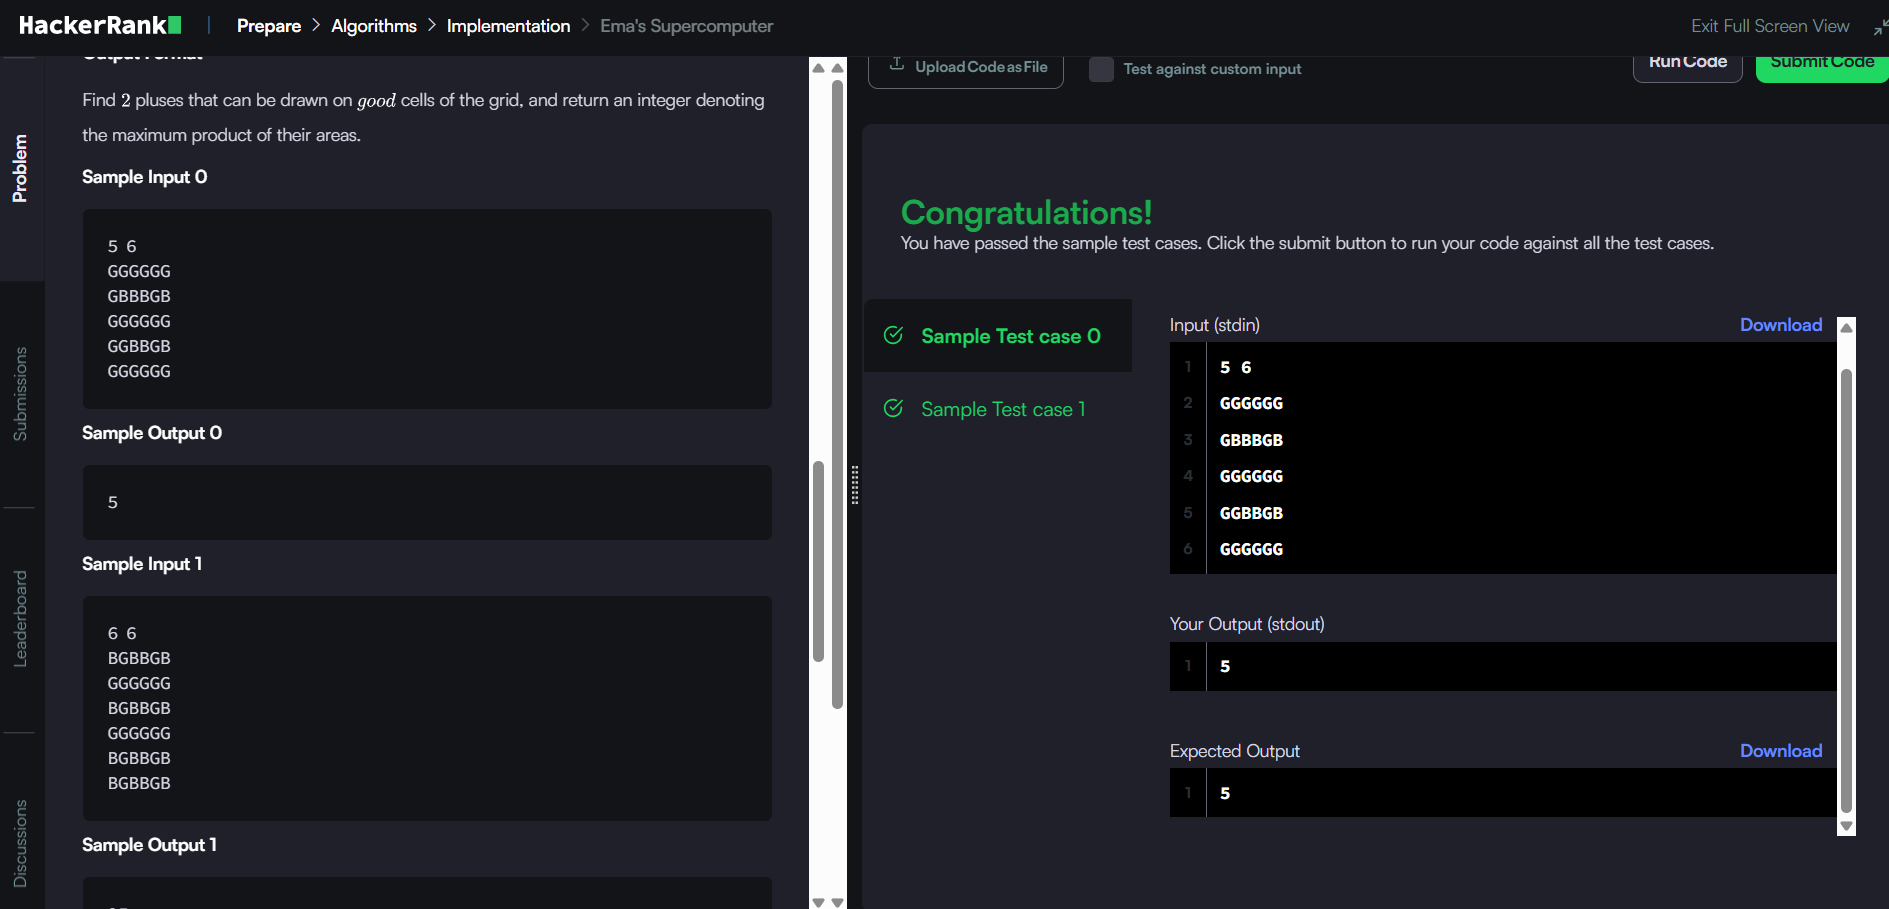 HackerRank
Prepare > Algorithms > Implementation > Ema's Supercomputer
Exit Full Screen View
Problem
Submissions
Leaderboard
Discussions
Output Format
Find 2 pluses that can be drawn on good cells of the grid, and return an integer denoting
the maximum product of their areas.
Sample Input 0
5 6
GGGGGG
GBBBGB
GGGGGG
GGBBGB
GGGGGG
Sample Output 0
5
Sample Input 1
6 6
BGBBGB
GGGGGG
BGBBGB
GGGGGG
BGBBGB
BGBBGB
Sample Output 1
Upload Code as File
Test against custom input
Run Code
Submit Code
Congratulations!
You have passed the sample test cases. Click the submit button to run your code against all the test cases.
Sample Test case 0
Sample Test case 1
Input (stdin)
Download
1 5 6
2 GGGGGG
3 GBBBGB
4 GGGGGG
5 GGBBGB
6 GGGGGG
Your Output (stdout)
1 5
Expected Output
Download
1 5